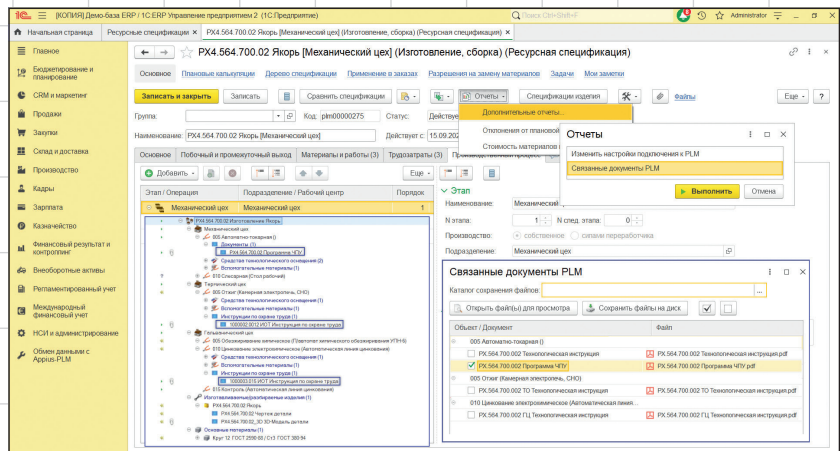 [КОПИЯ] Демо-база ERP / 1С:ERP Управление предприятием 2 (1С:Предприятие)
Поиск Ctrl+Shift+F
Administrator
Начальная страница
Ресурсные спецификации ×
РХ4.564.700.02 Якорь [Механический цех] (Изготовление, сборка) (Ресурсная спецификация) ×
Главное
Бюджетирование и планирование
CRM и маркетинг
Продажи
Закупки
Склад и доставка
Производство
Кадры
Зарплата
Казначейство
Финансовый результат и контроллинг
Внеоборотные активы
Регламентированный учет
Международный финансовый учет
НСИ и администрирование
Обмен данными с Appius-PLM
РХ4.564.700.02 Якорь [Механический цех] (Изготовление, сборка) (Ресурсная спецификация)
Основное Плановые калькуляции Дерево спецификации Применение в заказах Разрешения на замену материалов Задачи Мои заметки
Записать и закрыть Записать Сравнить спецификации Отчеты Спецификации изделия Файлы Еще ?
Группа: Код: plm00000275 Статус: Действуе
Наименование: РХ4.564.700.02 Якорь [Механический цех] Действует с: 15.09.202
Дополнительные отчеты...
Отклонения от плановой
Стоимость материалов
Отчеты
Изменить настройки подключения к PLM
Связанные документы PLM
Выполнить Отмена
Основное Побочный и промежуточный выход Материалы и работы (3) Трудозатраты
Добавить Еще
Этап / Операция Подразделение / Рабочий центр Порядок
Механический цех Механический цех 1
РХ4.564.700.02 Изготовление Якорь
Механический цех
005 Автоматно-токарная ()
Документы (1)
РХ4.564.700.02 Программа ЧПУ
Средства технологического оснащения (2)
Вспомогательные материалы (1)
010 Слесарная (Стол рабочий)
Термический цех
005 Отжиг (Камерная электропечь, СНО)
Средства технологического оснащения (1)
Вспомогательные материалы (1)
Инструкции по охране труда (1)
1000002.0012 ИОТ Инструкция по охране труда
Гальванический цех
005 Обезжиривание химическое (Пантопит химического обезжиривания УПН-6)
010 Цинкование электрохимическое (Автоматическая линия цинкования)
Средства технологического оснащения (1)
Вспомогательные материалы (1)
Инструкции по охране труда (1)
1000003.015 ИОТ Инструкция по охране труда
015 Контроль (Автоматическая линия цинкования)
Изготавливаемые/разбираемые изделия (1)
РХ4.564.700.02 Якорь
РХ4.564.700.02 Чертеж детали
РХ4.564.700.02_3D 3D-Модель детали
Основные материалы (1)
Круг 12 ГОСТ 2590-88 / Ст3 ГОСТ 380-94
Этап
Наименование: Механический
N этапа: 1 N след. этапа: 0
Производство: собственное силами переработчика
Подразделение: Механический цех
Связанные документы PLM
Каталог сохранения файлов:
Открыть файл(ы) для просмотра Сохранить файлы на диск
Объект / Документ Файл
005 Автоматно-токарная ()
РХ.564.700.002 Технологическая инструкция РХ.564.700.002 Технологическая инструкция.pdf
РХ.564.700.002 Программа ЧПУ РХ.564.700.002 Программа ЧПУ.pdf
005 Отжиг (Камерная электропечь, СНО)
РХ.564.700.002 ТО Технологическая инструкция РХ.564.700.002 ТО Технологическая инструкция.pdf
010 Цинкование электрохимическое (Автоматическая линия...
РХ.564.700.002 ГЦ Технологическая инструкция РХ.564.700.002 ГЦ Технологическая инструкция.pdf